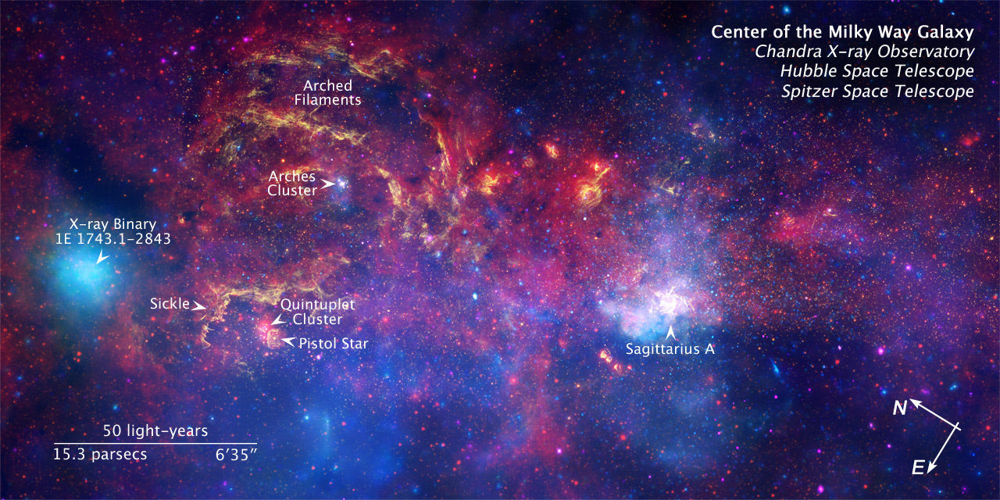 Center of the Milky Way Galaxy
Chandra X-ray Observatory
Hubble Space Telescope
Spitzer Space Telescope
Arched
Filaments
Arches
Cluster
X-ray Binary
1E 1743.1-2843
Sickle
Quintuplet
Cluster
Pistol Star
Sagittarius A
50 light-years
15.3 parsecs 6′35″
N
E